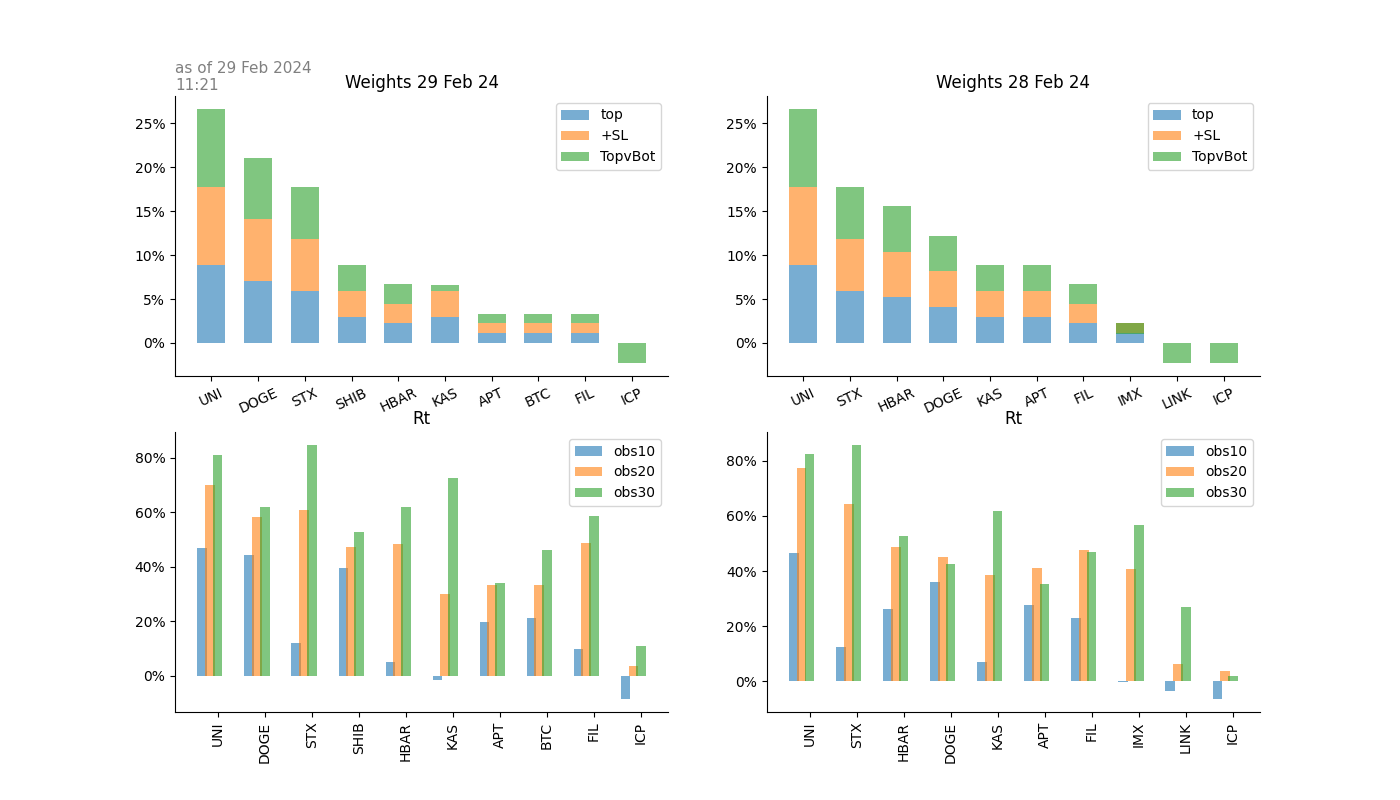 as of 29 Feb 2024
11:21
Weights 29 Feb 24
25%
20%
15%
10%
5%
0%
top
+SL
TopvBot
UNI DOGE STX SHIB HBAR KAS APT BTC FIL ICP
Weights 28 Feb 24
25%
20%
15%
10%
5%
0%
top
+SL
TopvBot
UNI STX HBAR DOGE KAS APT FIL IMX LINK ICP
Rt
80%
60%
40%
20%
0%
obs10
obs20
obs30
UNI DOGE STX SHIB HBAR KAS APT BTC FIL ICP
Rt
80%
60%
40%
20%
0%
obs10
obs20
obs30
UNI STX HBAR DOGE KAS APT FIL IMX LINK ICP